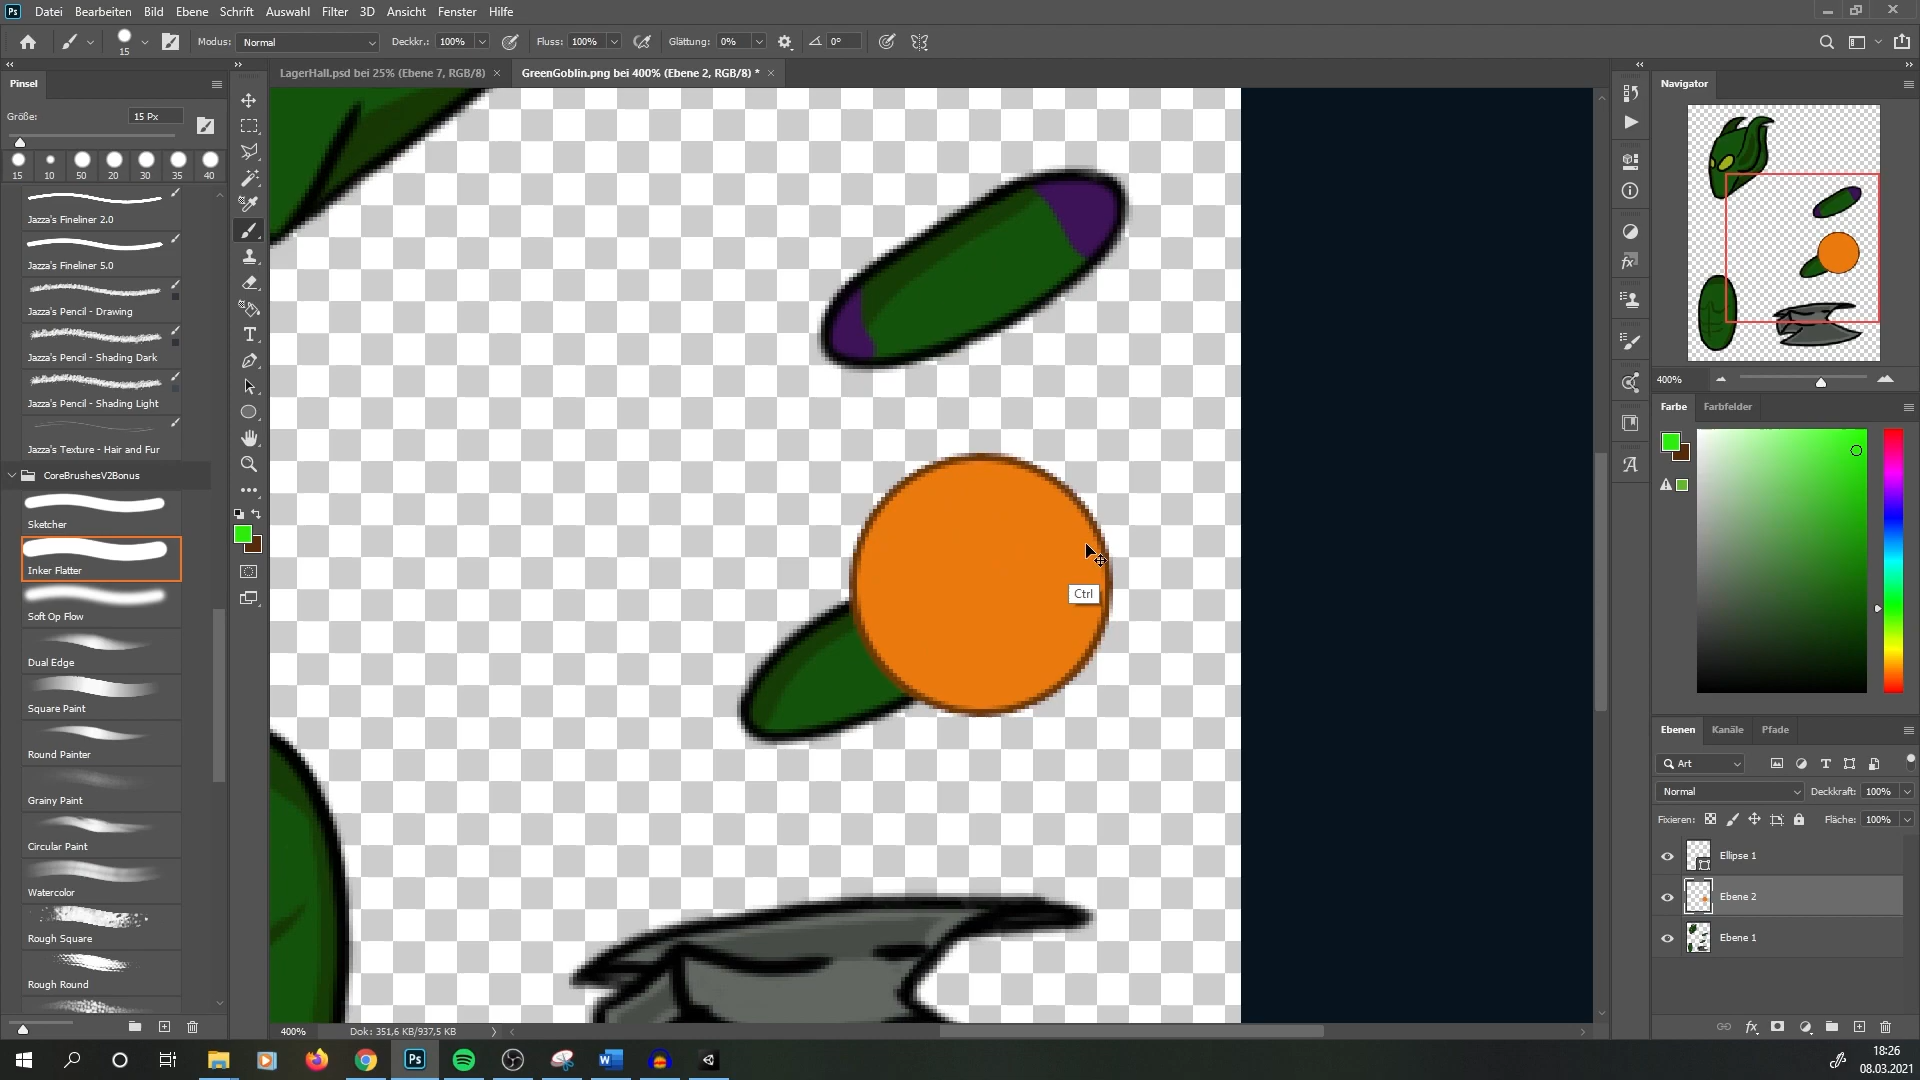 Ps Datei Bearbeiten Bild Ebene Schrift Auswahl Filter 3D Ansicht Fenster Hilfe
15 Modus: Normal Deckkr.: 100% Fluss: 100% Glättung: 0% 0°
LagerHall.psd bei 25% (Ebene 7, RGB/8) × GreenGoblin.png bei 400% (Ebene 2, RGB/8) * ×
Pinsel
Größe: 15 Px
15 10 50 20 30 35 40
Jazza's Fineliner 2.0
Jazza's Fineliner 5.0
Jazza's Pencil - Drawing
Jazza's Pencil - Shading Dark
Jazza's Pencil - Shading Light
Jazza's Texture - Hair and Fur
CoreBrushesV2Bonus
Sketcher
Inker Flatter
Soft Op Flow
Dual Edge
Square Paint
Round Painter
Grainy Paint
Circular Paint
Watercolor
Rough Square
Rough Round
Ctrl
400% Dok: 351,6 KB/937,5 KB
Navigator
400%
Farbe Farbfelder
Ebenen Kanäle Pfade
Art
Normal Deckkraft: 100%
Fixieren: Fläche: 100%
Ellipse 1
Ebene 2
Ebene 1
Ps
18:26
08.03.2021